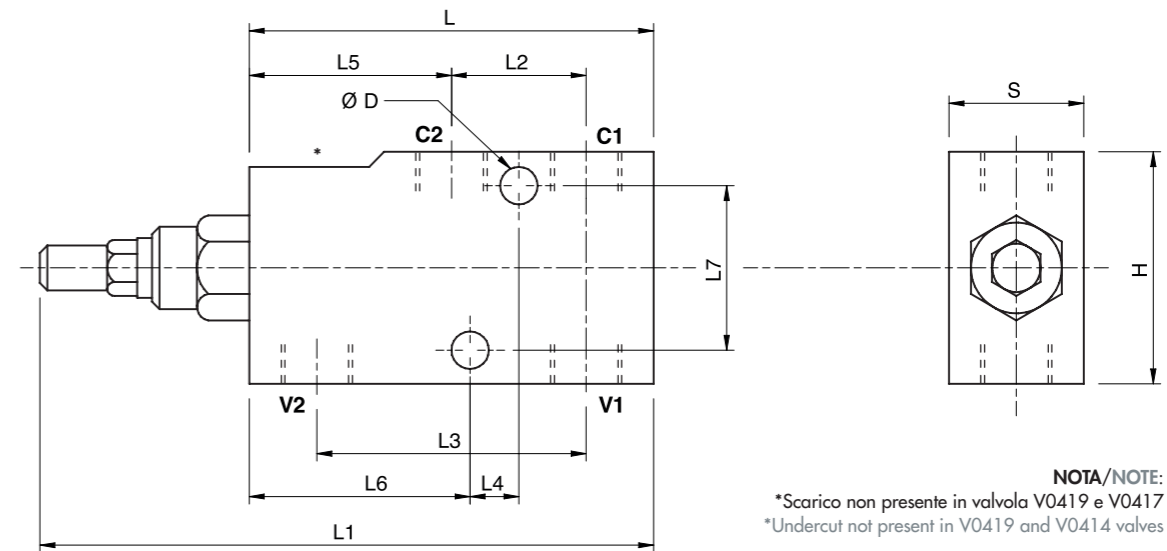 L
L5
L2
S
Ø D
C2
C1
*
L7
H
V2
V1
L3
L6
L4
L1
NOTA/NOTE:
*Scarico non presente in valvola V0419 e V0417
*Undercut not present in V0419 and V0414 valves